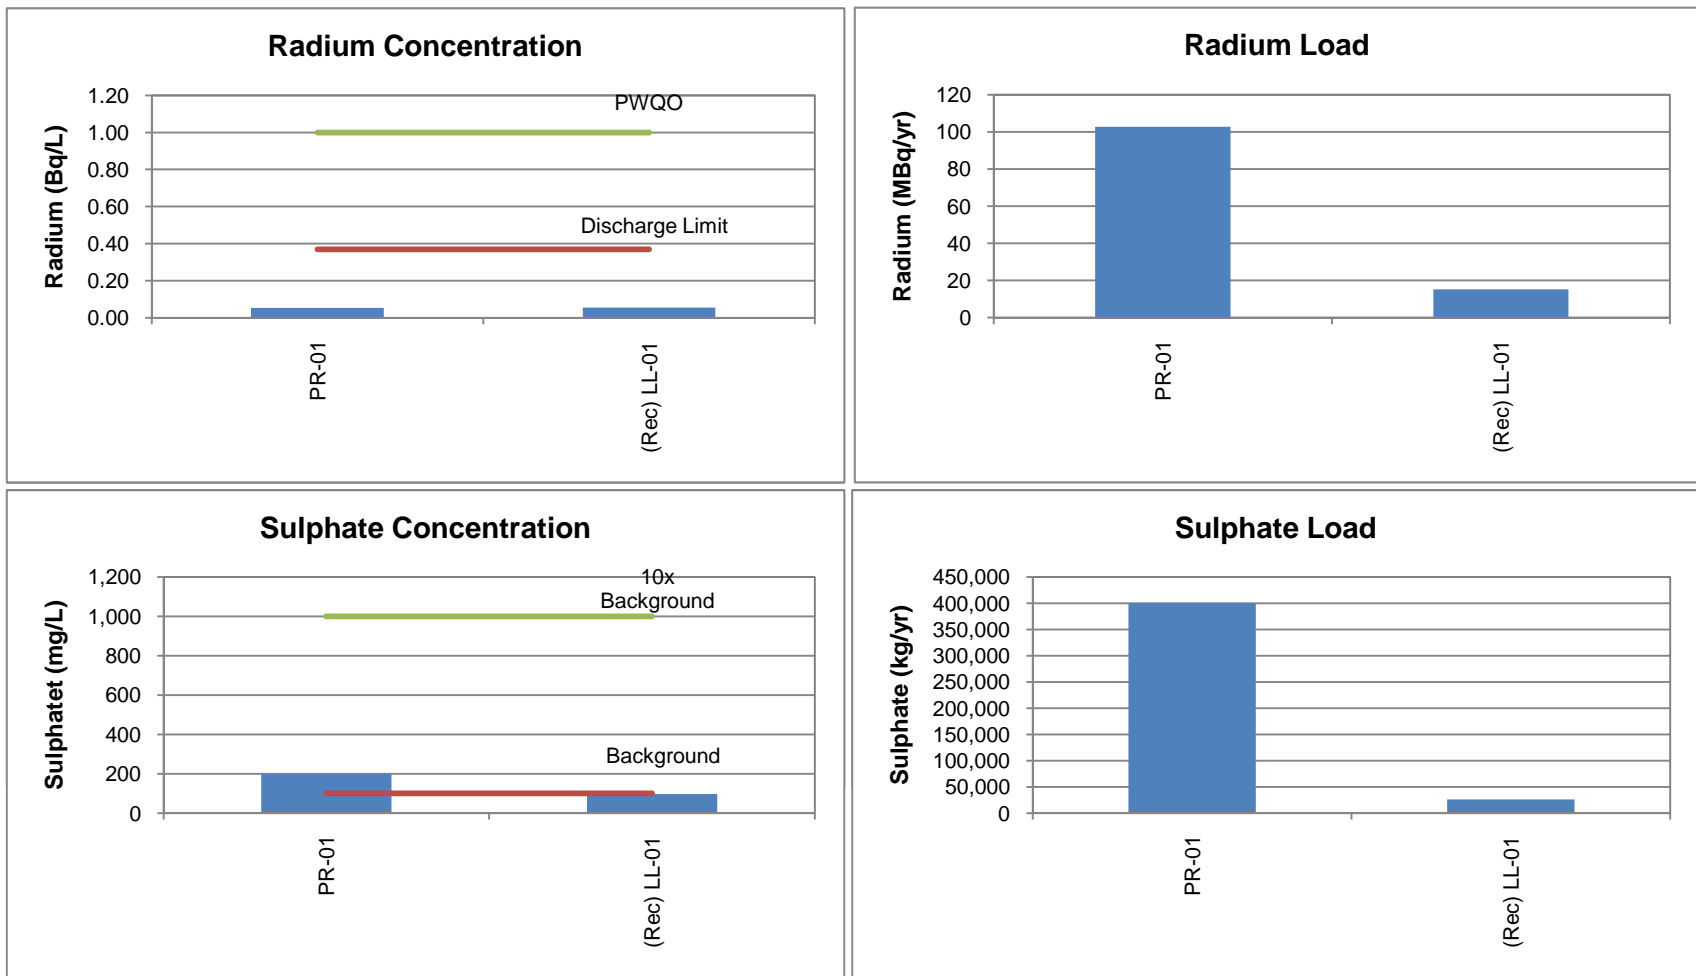 Radium Concentration
Radium (Bq/L)
1.20
1.00
0.80
0.60
0.40
0.20
0.00
PWQO
Discharge Limit
PR-01
(Rec) LL-01
Radium Load
Radium (MBq/yr)
120
100
80
60
40
20
0
PR-01
(Rec) LL-01
Sulphate Concentration
Sulphatet (mg/L)
1,200
1,000
800
600
400
200
0
10x
Background
Background
PR-01
(Rec) LL-01
Sulphate Load
Sulphate (kg/yr)
450,000
400,000
350,000
300,000
250,000
200,000
150,000
100,000
50,000
0
PR-01
(Rec) LL-01